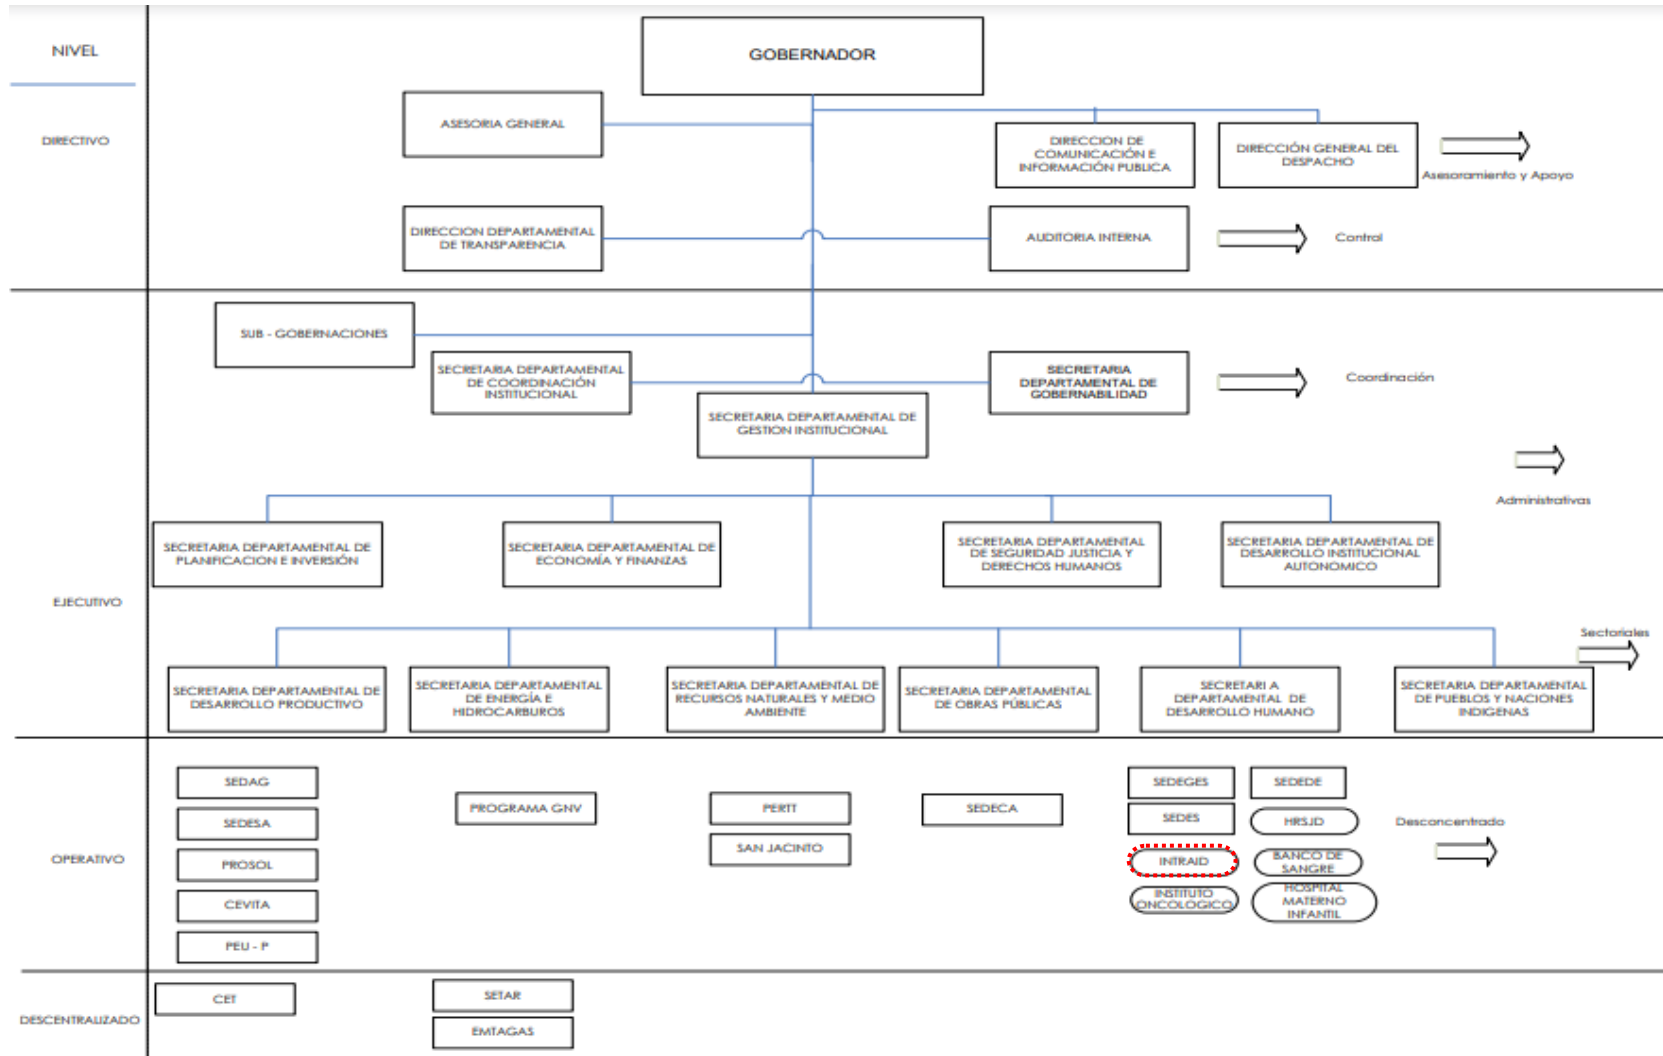 NIVEL
GOBERNADOR
DIRECTIVO
ASESORIA GENERAL
DIRECCION DE
COMUNICACIÓN E
INFORMACIÓN PUBLICA
DIRECCIÓN GENERAL DEL
DESPACHO
Asesoramiento y Apoyo
DIRECCION DEPARTAMENTAL
DE TRANSPARENCIA
AUDITORIA INTERNA
Control
SUB - GOBERNACIONES
SECRETARIA DEPARTAMENTAL
DE COORDINACIÓN
INSTITUCIONAL
SECRETARIA
DEPARTAMENTAL DE
GOBERNABILIDAD
Coordinación
SECRETARIA DEPARTAMENTAL DE
GESTION INSTITUCIONAL
Administrativas
EJECUTIVO
SECRETARIA DEPARTAMENTAL DE
PLANIFICACION E INVERSIÓN
SECRETARIA DEPARTAMENTAL DE
ECONOMÍA Y FINANZAS
SECRETARIA DEPARTAMENTAL
DE SEGURIDAD JUSTICIA Y
DERECHOS HUMANOS
SECRETARIA DEPARTAMENTAL DE
DESARROLLO INSTITUCIONAL
AUTONOMICO
Sectoriales
SECRETARIA DEPARTAMENTAL DE
DESARROLLO PRODUCTIVO
SECRETARIA DEPARTAMENTAL
DE ENERGÍA E
HIDROCARBUROS
SECRETARIA DEPARTAMENTAL DE
RECURSOS NATURALES Y MEDIO
AMBIENTE
SECRETARIA DEPARTAMENTAL
DE OBRAS PÚBLICAS
SECRETARI A
DEPARTAMENTAL DE
DESARROLLO HUMANO
SECRETARIA DEPARTAMENTAL
DE PUEBLOS Y NACIONES
INDIGENAS
OPERATIVO
SEDAG
SEDESA
PROSOL
CEVITA
PEU - P
PROGRAMA GNV
PERTT
SAN JACINTO
SEDECA
SEDEGES
SEDEDE
SEDES
HRSJD
INTRAID
BANCO DE
SANGRE
INSTITUTO
ONCOLOGICO
HOSPITAL
MATERNO
INFANTIL
Desconcentrado
DESCENTRALIZADO
CET
SETAR
EMTAGAS